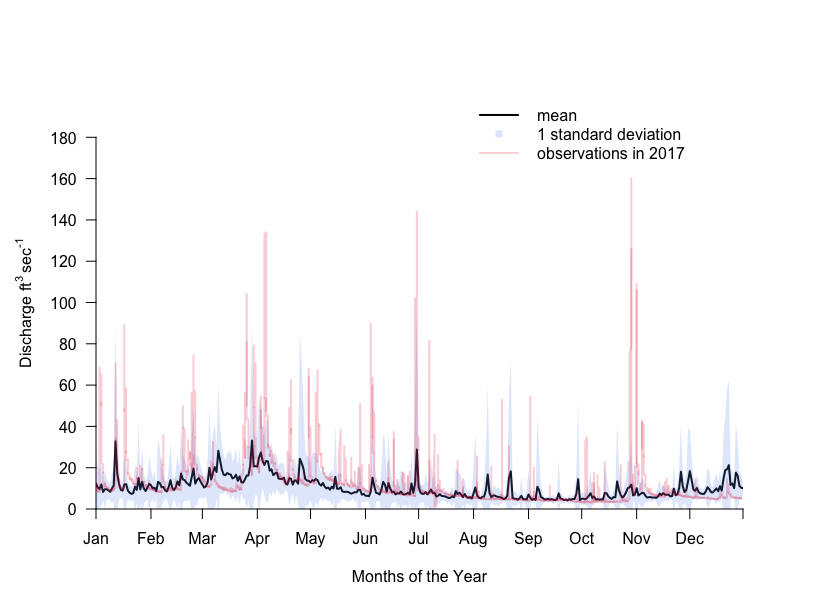 mean
1 standard deviation
observations in 2017
180
160
140
120
100
80
60
40
20
0
Discharge ft³ sec⁻¹
Jan Feb Mar Apr May Jun Jul Aug Sep Oct Nov Dec
Months of the Year